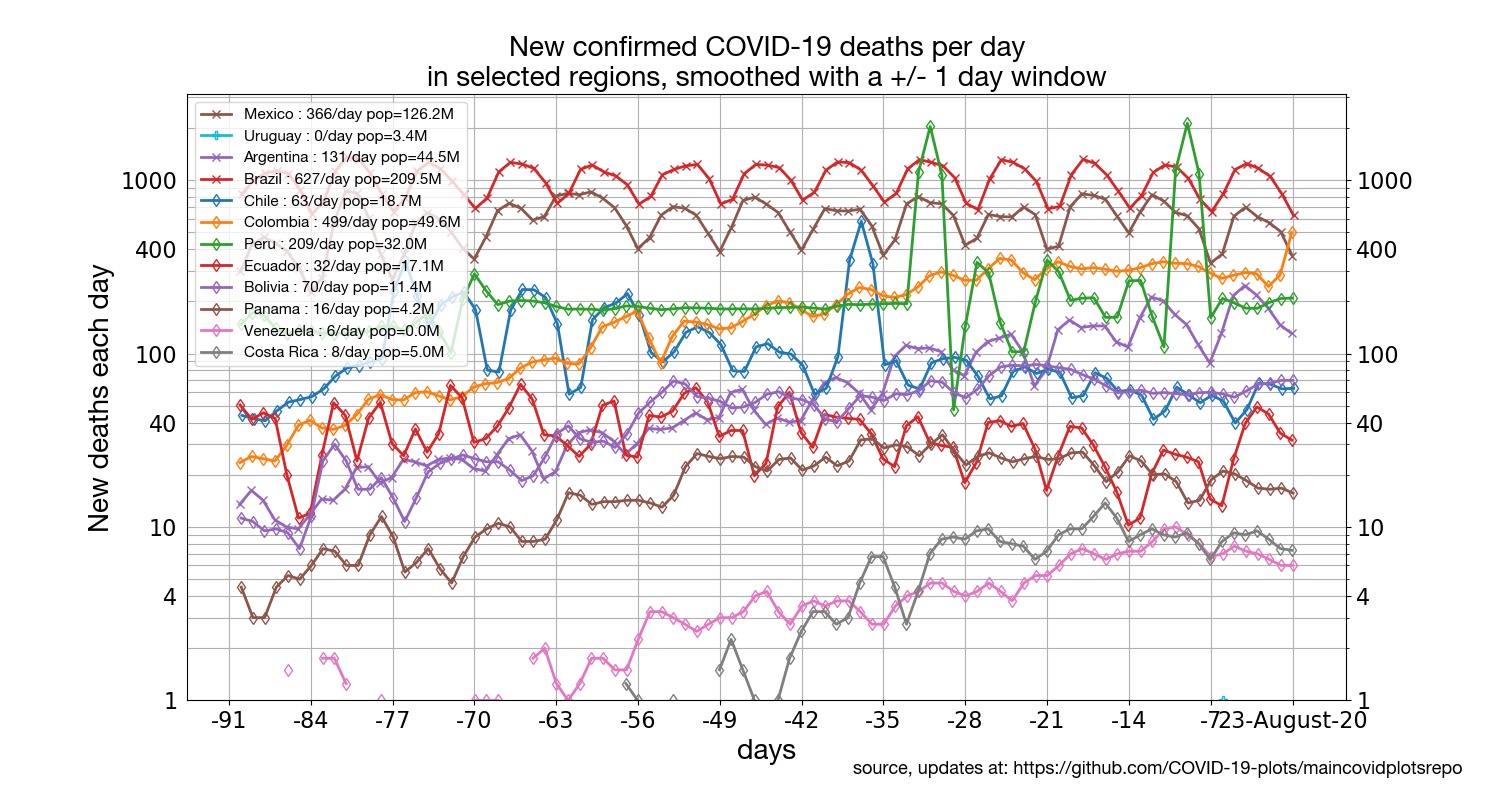 New confirmed COVID-19 deaths per day
in selected regions, smoothed with a +/- 1 day window
Mexico : 366/day pop=126.2M
Uruguay : 0/day pop=3.4M
Argentina : 131/day pop=44.5M
Brazil : 627/day pop=209.5M
Chile : 63/day pop=18.7M
Colombia : 499/day pop=49.6M
Peru : 209/day pop=32.0M
Ecuador : 32/day pop=17.1M
Bolivia : 70/day pop=11.4M
Panama : 16/day pop=4.2M
Venezuela : 6/day pop=0.0M
Costa Rica : 8/day pop=5.0M
New deaths each day
1000
400
100
40
10
4
1
1000
400
100
40
10
4
1
-91 -84 -77 -70 -63 -56 -49 -42 -35 -28 -21 -14 -7 23-August-20
days
source, updates at: https://github.com/COVID-19-plots/maincovidplotsrepo